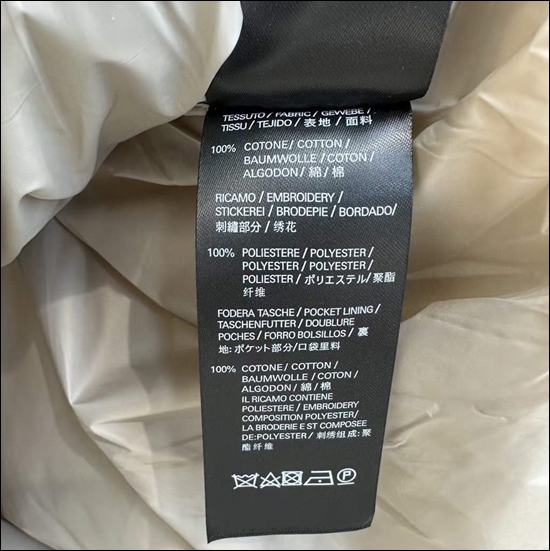 TESSUTO / FABRIC / GEWEBE /
TISSU / TEJIDO / 表地 / 面料
100% COTONE / COTTON /
BAUMWOLLE / COTON /
ALGODON / 綿 / 棉
RICAMO / EMBROIDERY /
STICKEREI / BRODEPIE / BORDADO/
刺繡部分 / 绣花
100% POLIESTERE / POLYESTER /
POLYESTER / POLYESTER /
POLIESTER / ポリエステル / 聚酯
纤维
FODERA TASCHE / POCKET LINING /
TASCHENFUTTER / DOUBLURE
POCHES / FORRO BOLSILLOS / 裏
地: ポケット部分/口袋里料
100% COTONE / COTTON /
BAUMWOLLE / COTON /
ALGODON / 綿 / 棉
IL RICAMO CONTIENE
POLIESTERE / EMBROIDERY
COMPOSITION POLYESTER/
LA BRODERIE E ST COMPOSEE
DE:POLYESTER / 刺绣组成: 聚
酯纤维
P